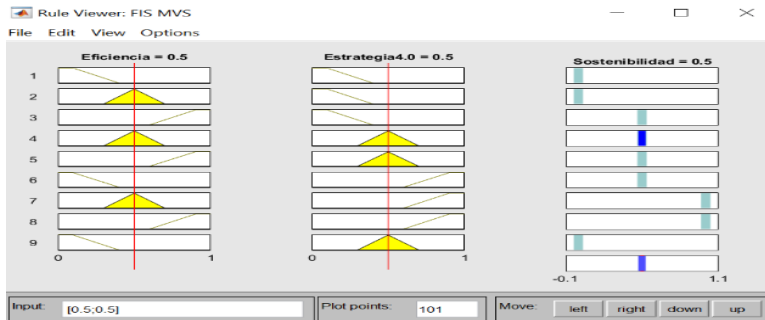 Rule Viewer: FIS MVS
File Edit View Options
Eficiencia = 0.5 Estrategia4.0 = 0.5 Sostenibilidad = 0.5
1
2
3
4
5
6
7
8
9
0 1 0 1
-0.1 1.1
Input: [0.5;0.5] Plot points: 101 Move: left right down up